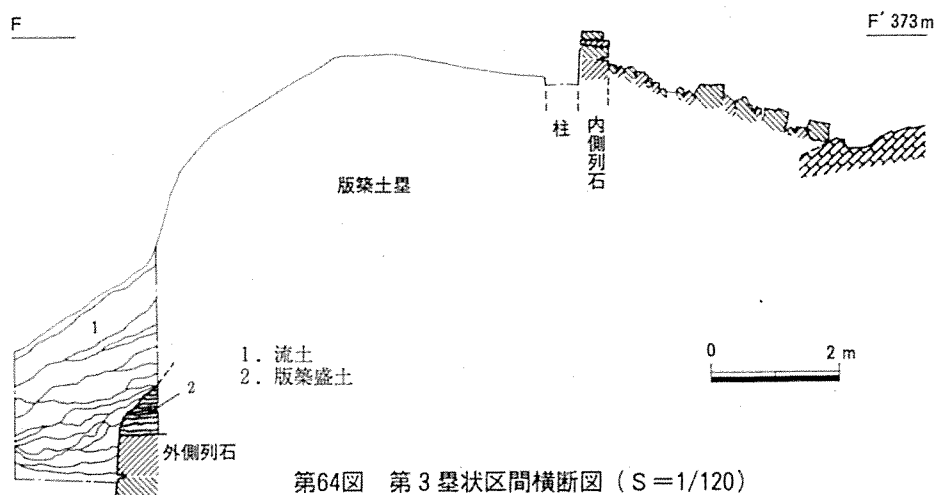 F
F´ 373m
柱
内側列石
版築土塁
1
1. 流土
2. 版築盛土
2
0 2 m
外側列石
第64図 第3塁状区間横断図 (S=1/120)